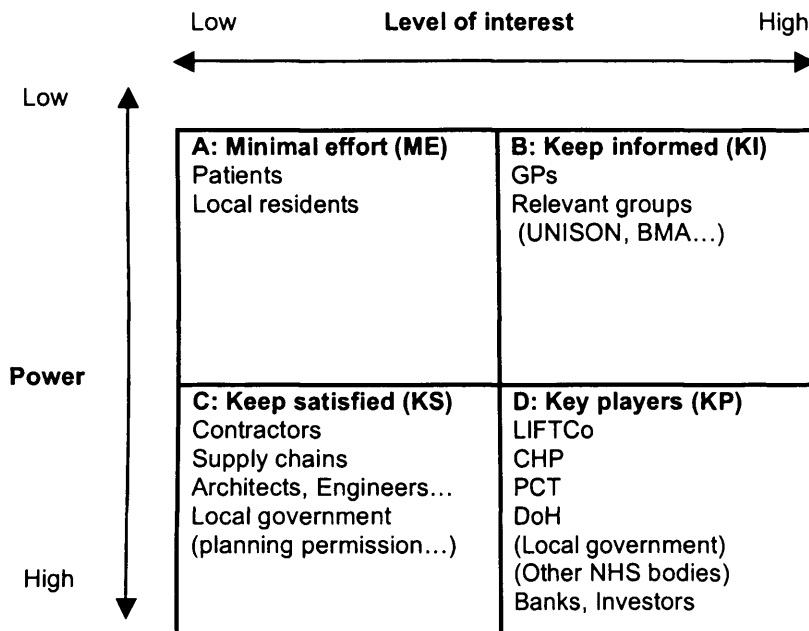 Low Level of interest High
Low
A: Minimal effort (ME)
Patients
Local residents
B: Keep informed (KI)
GPs
Relevant groups
(UNISON, BMA...)
Power
C: Keep satisfied (KS)
Contractors
Supply chains
Architects, Engineers...
Local government
(planning permission...)
D: Key players (KP)
LIFTCo
CHP
PCT
DoH
(Local government)
(Other NHS bodies)
Banks, Investors
High